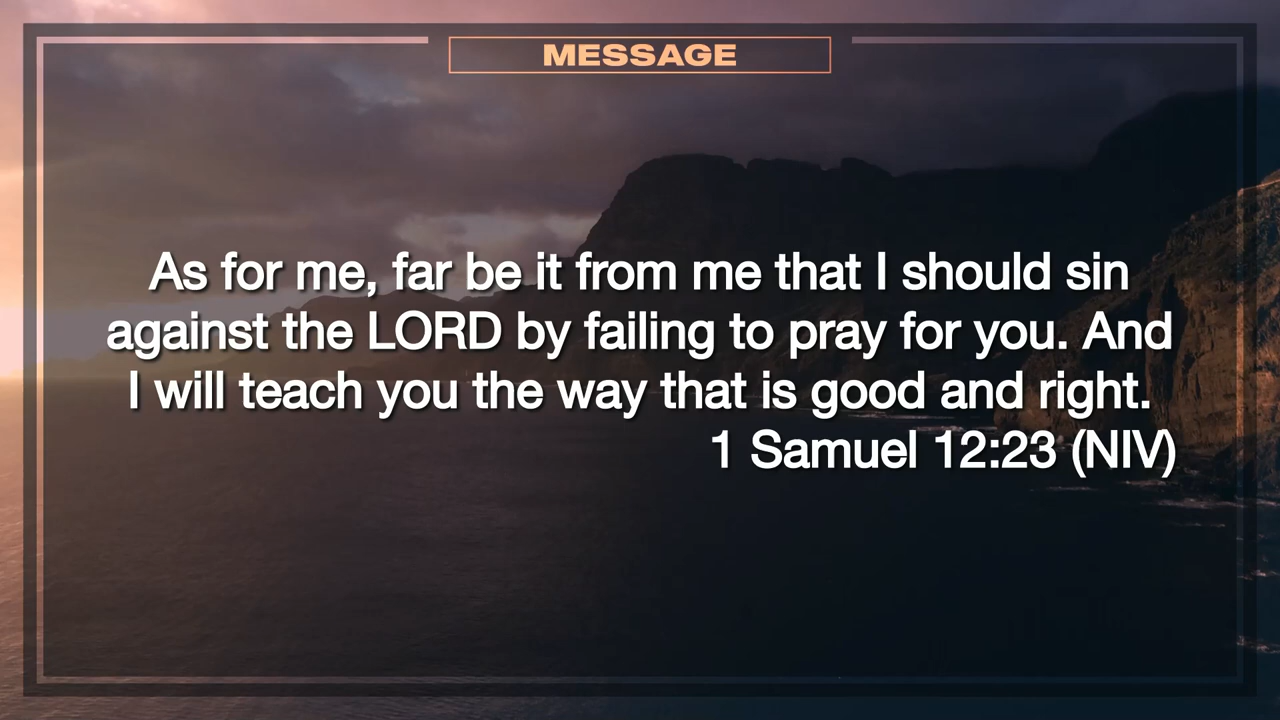 MESSAGE
As for me, far be it from me that I should sin
against the LORD by failing to pray for you. And
I will teach you the way that is good and right.
1 Samuel 12:23 (NIV)